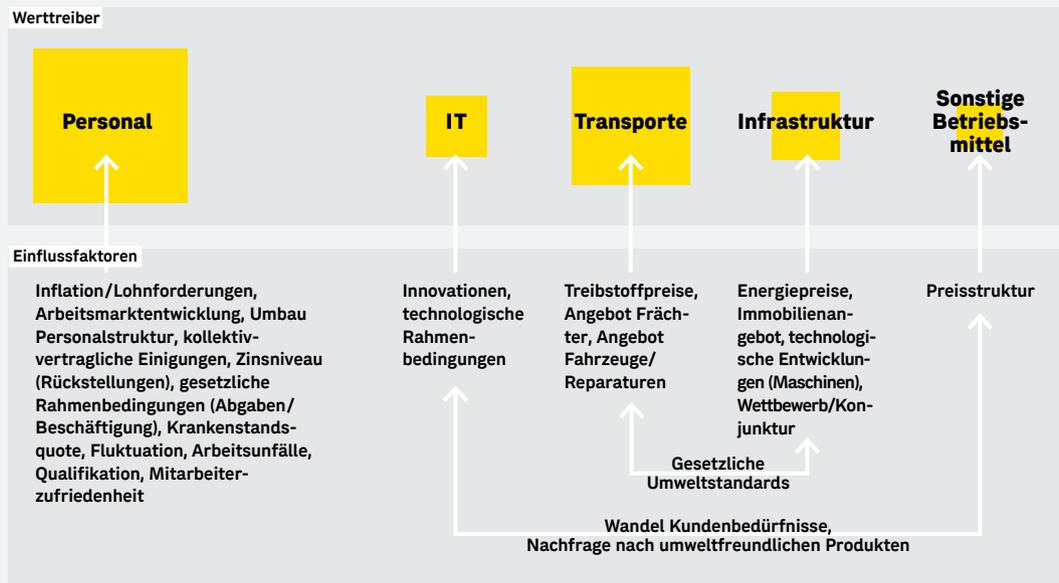 Werttreiber
Personal
IT
Transporte
Infrastruktur
Sonstige
Betriebs-
mittel
Einflussfaktoren
Inflation/Lohnforderungen,
Arbeitsmarktentwicklung, Umbau
Personalstruktur, kollektiv-
vertragliche Einigungen, Zinsniveau
(Rückstellungen), gesetzliche
Rahmenbedingungen (Abgaben/
Beschäftigung), Krankenstands-
quote, Fluktuation, Arbeitsunfälle,
Qualifikation, Mitarbeiter-
zufriedenheit
Innovationen,
technologische
Rahmen-
bedingungen
Treibstoffpreise,
Angebot Fräch-
ter, Angebot
Fahrzeuge/
Reparaturen
Energiepreise,
Immobilienan-
gebot, technologi-
sche Entwicklun-
gen (Maschinen),
Wettbewerb/Kon-
junktur
Preisstruktur
Gesetzliche
Umweltstandards
Wandel Kundenbedürfnisse,
Nachfrage nach umweltfreundlichen Produkten